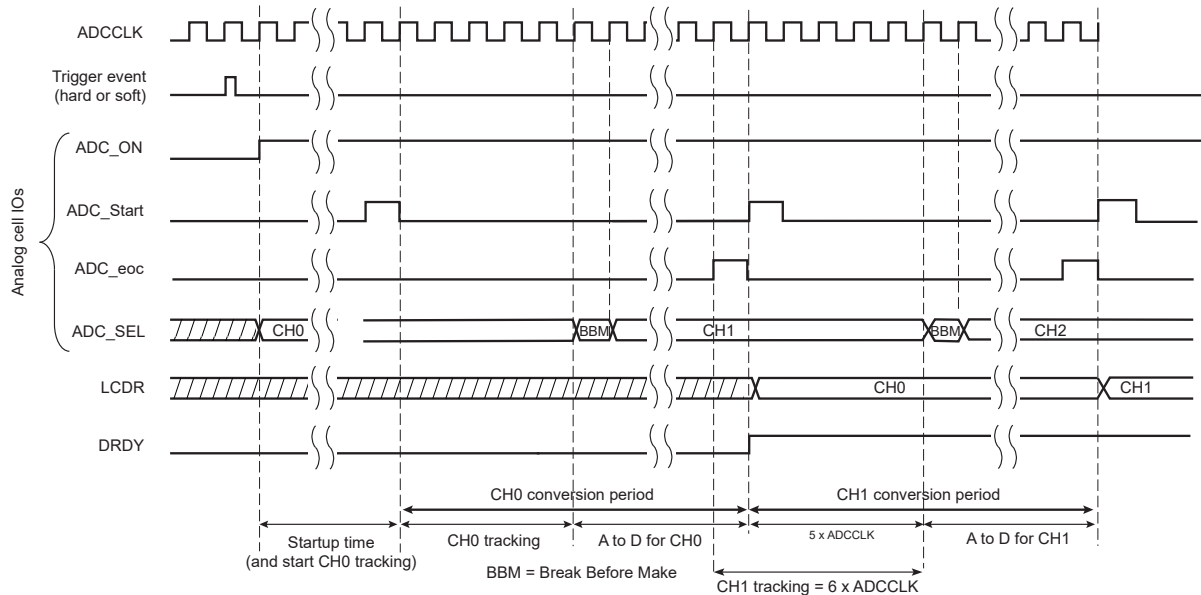 ADCCLK
Trigger event
(hard or soft)
Analog cell IOs
ADC_ON
ADC_Start
ADC_eoc
ADC_SEL
CH0
BBM
CH1
BBM
CH2
LCDR
CH0
CH1
DRDY
CH0 conversion period
CH1 conversion period
Startup time
(and start CH0 tracking)
CH0 tracking
A to D for CH0
5 x ADCCLK
A to D for CH1
BBM = Break Before Make
CH1 tracking = 6 x ADCCLK